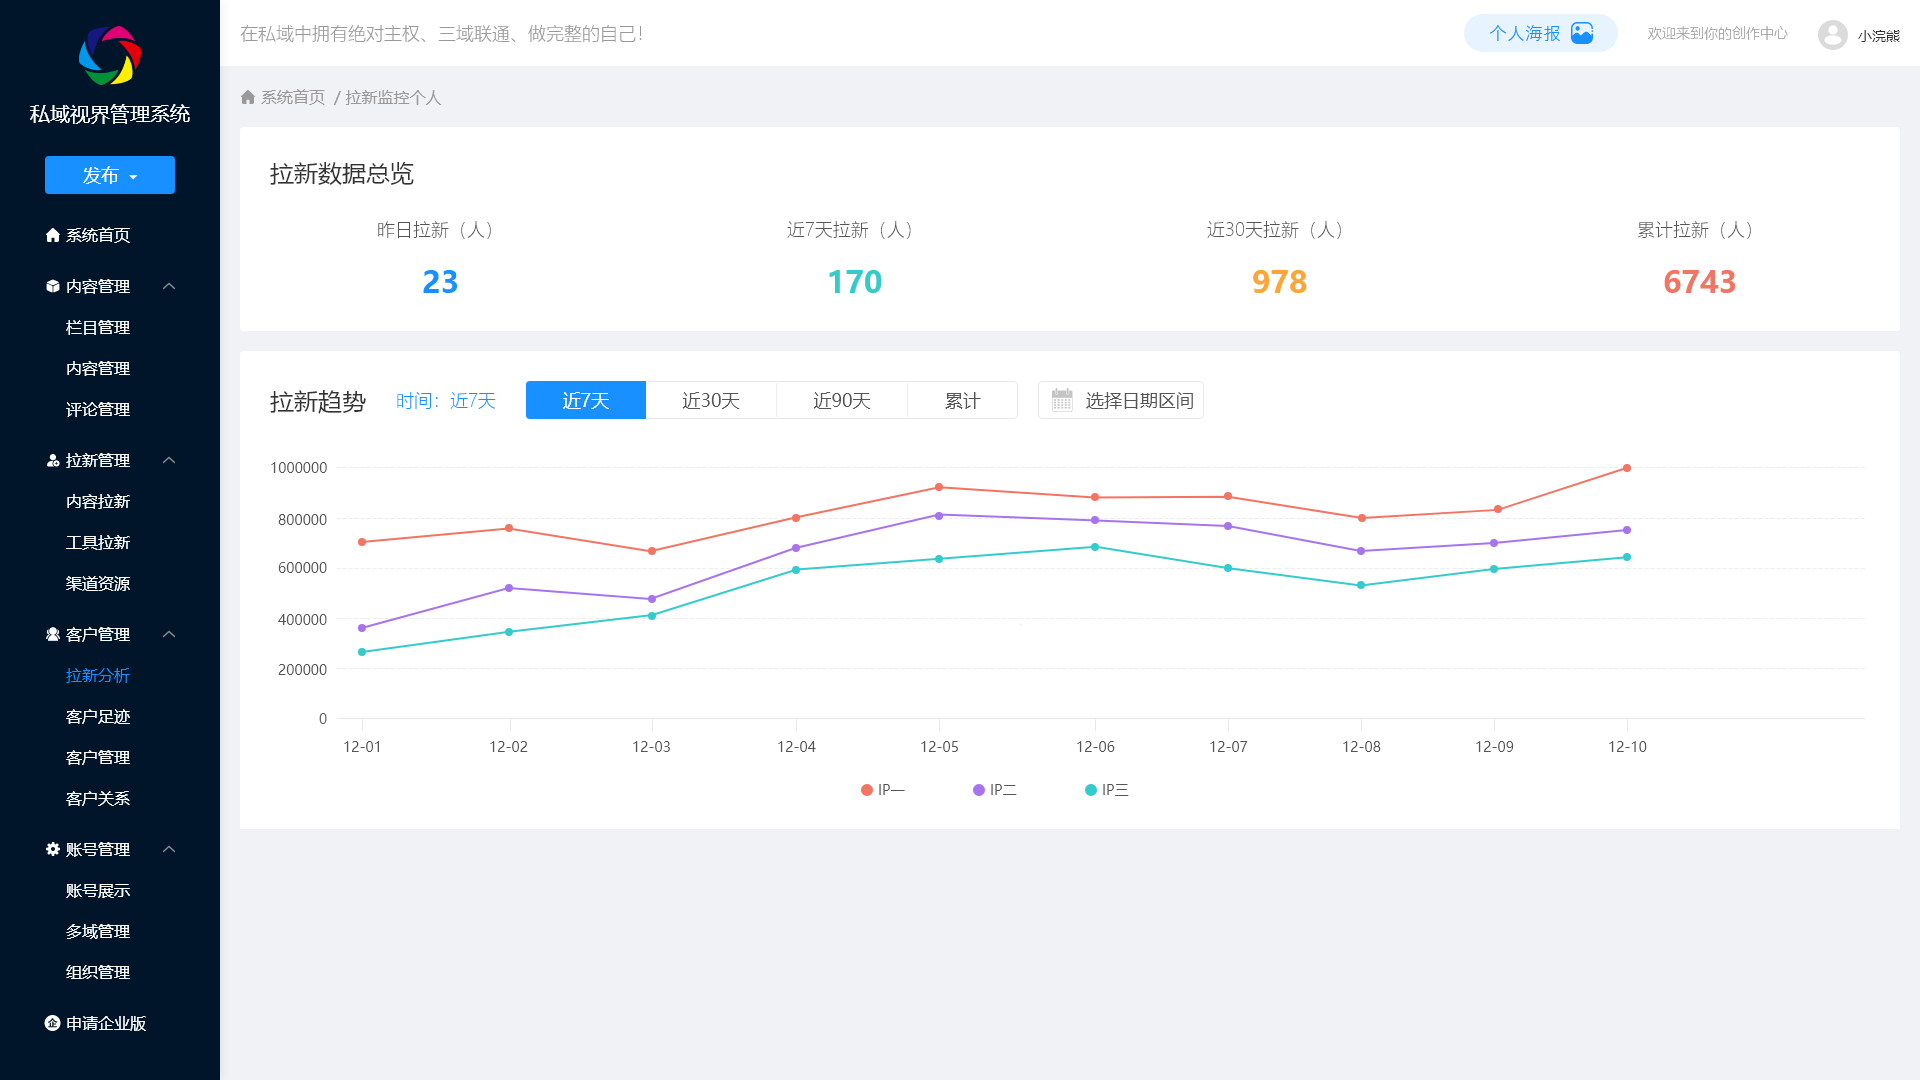 私域视界管理系统
发布
系统首页
内容管理
栏目管理
内容管理
评论管理
拉新管理
内容拉新
工具拉新
渠道资源
客户管理
拉新分析
客户足迹
客户管理
客户关系
账号管理
账号展示
多域管理
组织管理
企 申请企业版
在私域中拥有绝对主权、三域联通、做完整的自己!
个人海报
欢迎来到你的创作中心
小浣熊
系统首页 / 拉新监控个人
拉新数据总览
昨日拉新（人） 近7天拉新（人） 近30天拉新（人） 累计拉新（人）
23 170 978 6743
拉新趋势 时间：近7天 近7天 近30天 近90天 累计 选择日期区间
1000000
800000
600000
400000
200000
0
12-01 12-02 12-03 12-04 12-05 12-06 12-07 12-08 12-09 12-10
IP一 IP二 IP三